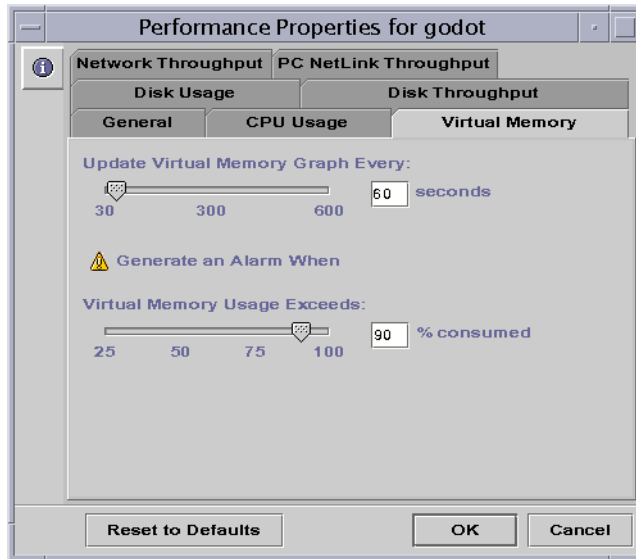 Performance Properties for godot
Network Throughput PC NetLink Throughput
Disk Usage Disk Throughput
General CPU Usage Virtual Memory
Update Virtual Memory Graph Every:
60 seconds
30 300 600
Generate an Alarm When
Virtual Memory Usage Exceeds:
90 % consumed
25 50 75 100
Reset to Defaults OK Cancel